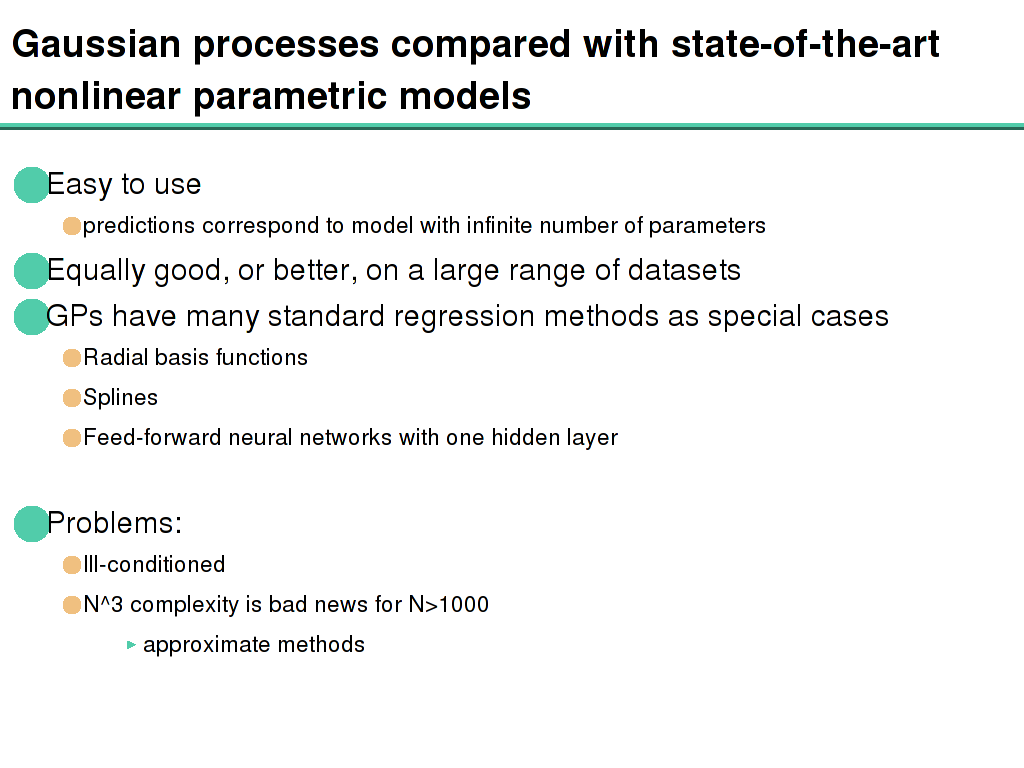 Gaussian processes compared with state-of-the-art
nonlinear parametric models
Easy to use
predictions correspond to model with infinite number of parameters
Equally good, or better, on a large range of datasets
GPs have many standard regression methods as special cases
Radial basis functions
Splines
Feed-forward neural networks with one hidden layer
Problems:
Ill-conditioned
N^3 complexity is bad news for N>1000
approximate methods